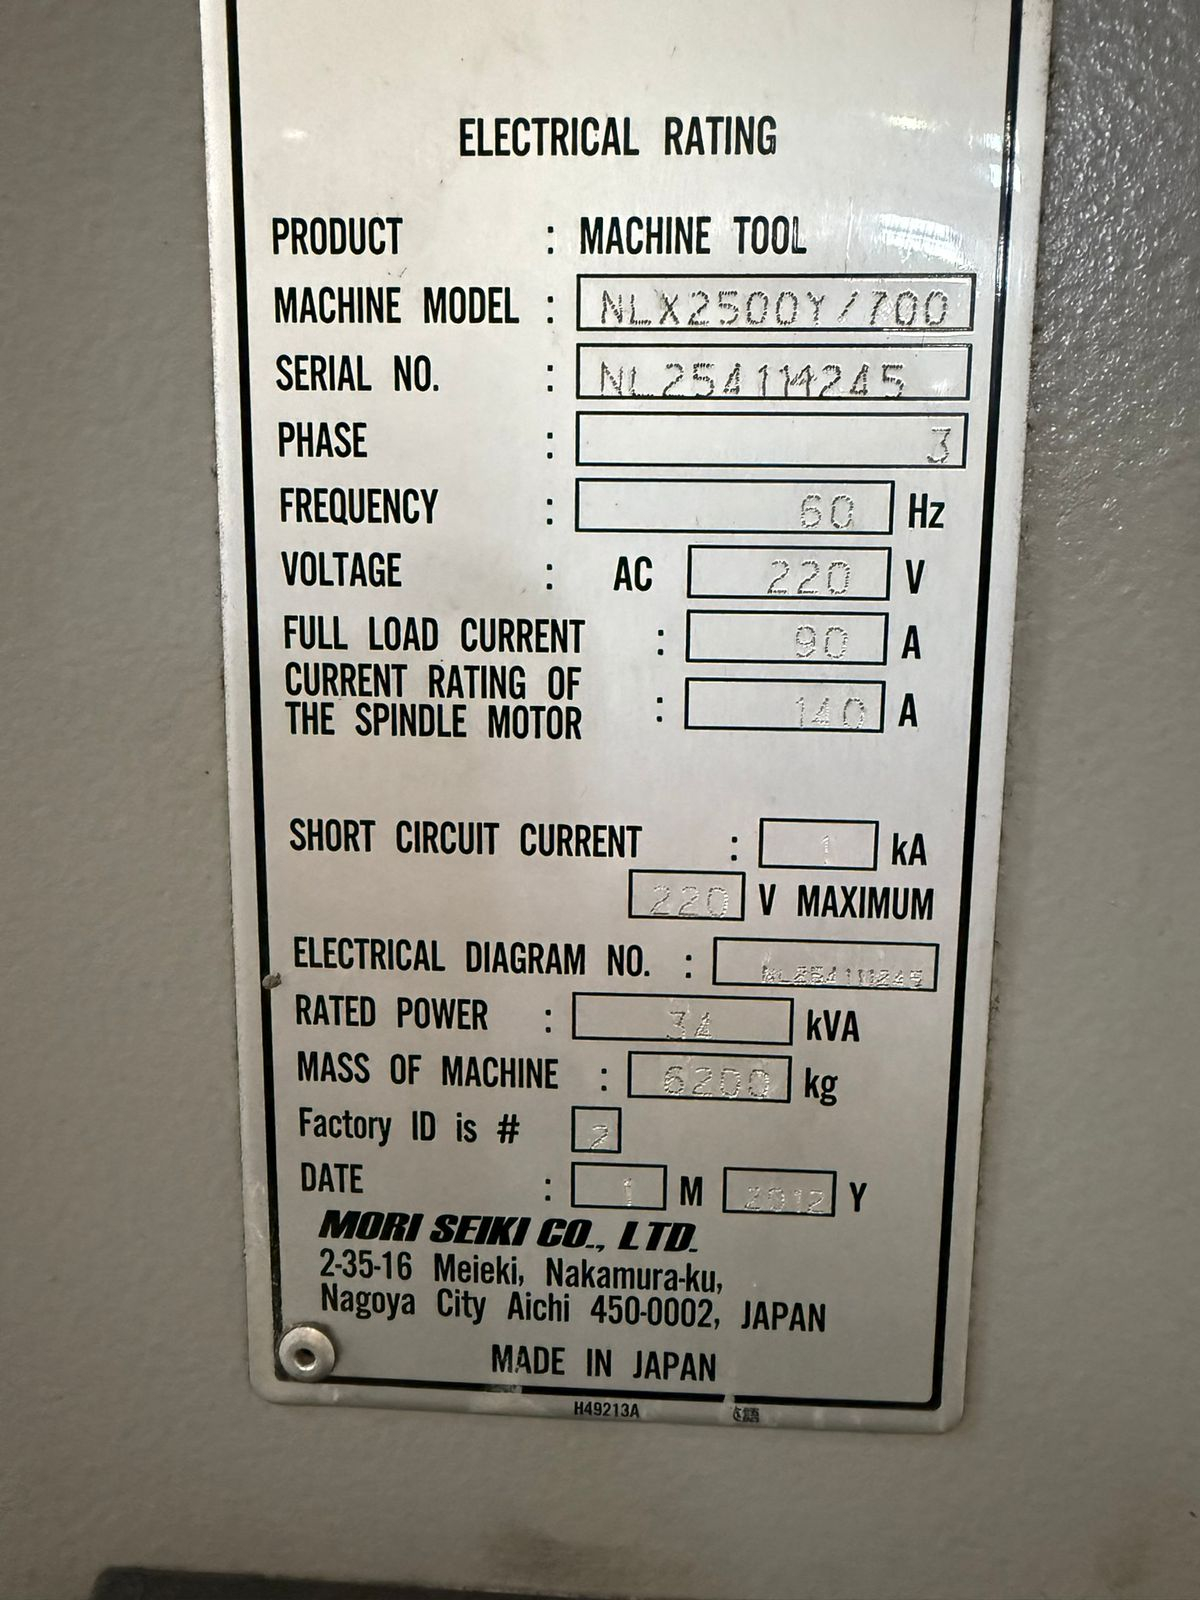 ELECTRICAL RATING
PRODUCT : MACHINE TOOL
MACHINE MODEL : NLX2500Y/700
SERIAL NO. : NL2541M245
PHASE : 3
FREQUENCY : 60 Hz
VOLTAGE : AC 220 V
FULL LOAD CURRENT : 90 A
CURRENT RATING OF
THE SPINDLE MOTOR : 140 A
SHORT CIRCUIT CURRENT : 1 kA
220 V MAXIMUM
ELECTRICAL DIAGRAM NO. :
RATED POWER : 34 kVA
MASS OF MACHINE : 6200 kg
Factory ID is # 2
DATE : 1 M 2012 Y
MORI SEIKI CO., LTD.
2-35-16 Meieki, Nakamura-ku,
Nagoya City Aichi 450-0002, JAPAN
MADE IN JAPAN
H49213A